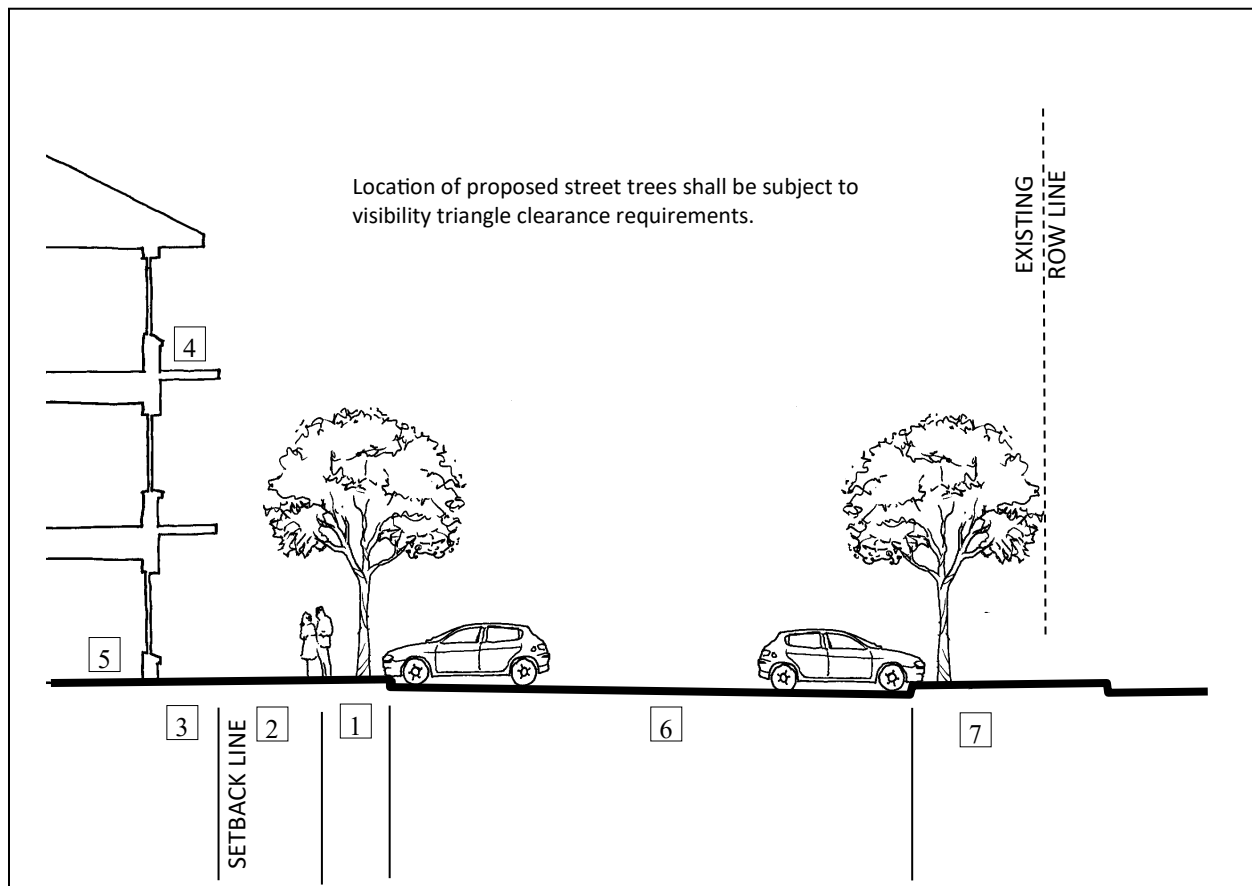 Location of proposed street trees shall be subject to
visibility triangle clearance requirements.
EXISTING
ROW LINE
4
5
3
SETBACK LINE
2
1
6
7